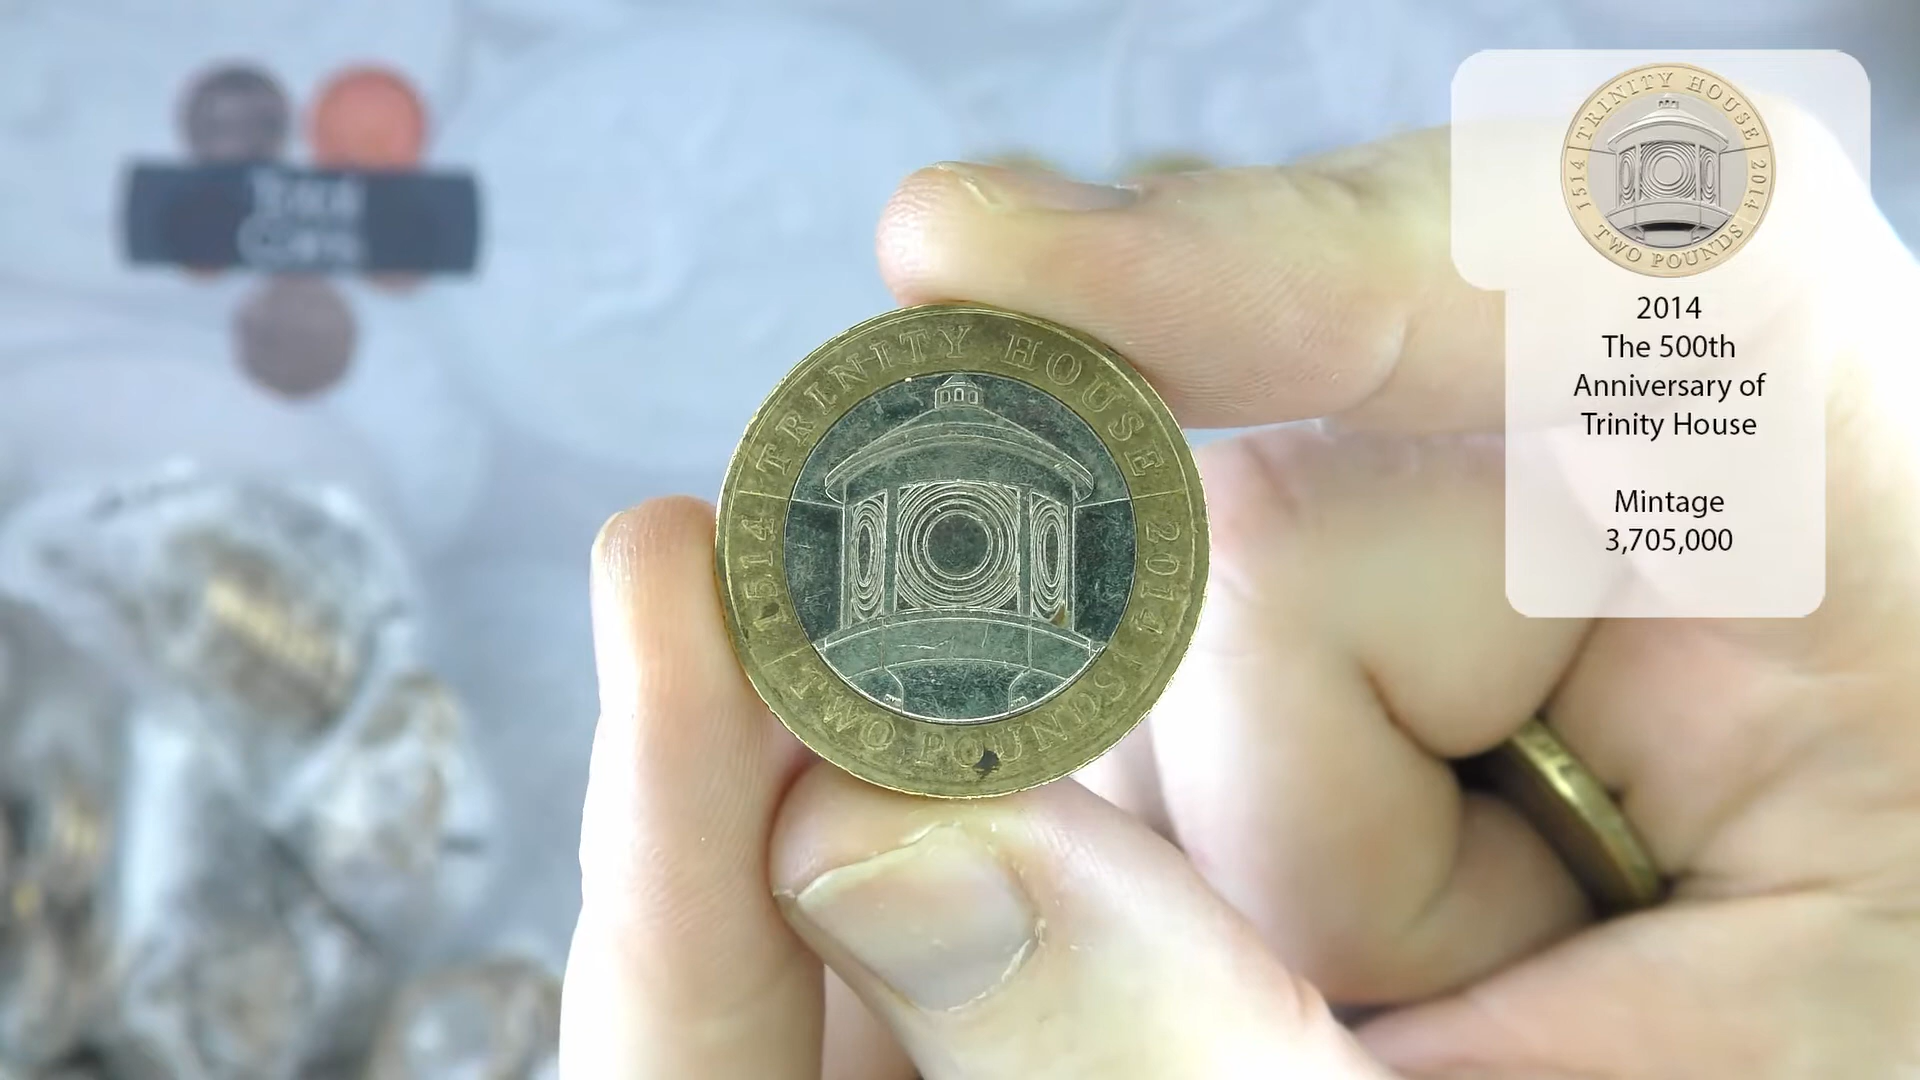 TRINITY HOUSE
1514
2014
TWO POUNDS
TRINITY HOUSE
1514
2014
TWO POUNDS
2014
The 500th
Anniversary of
Trinity House
Mintage
3,705,000